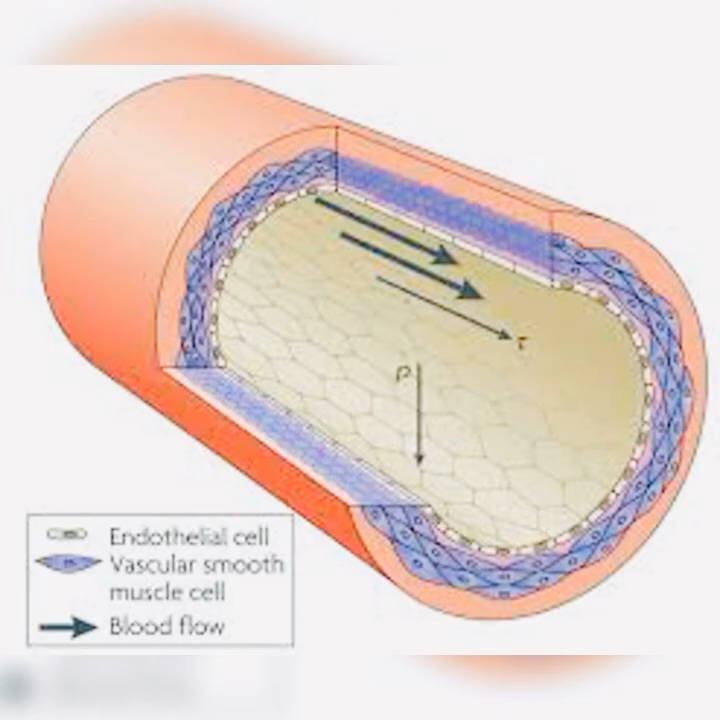 τ
ρ
Endothelial cell
Vascular smooth
muscle cell
Blood flow